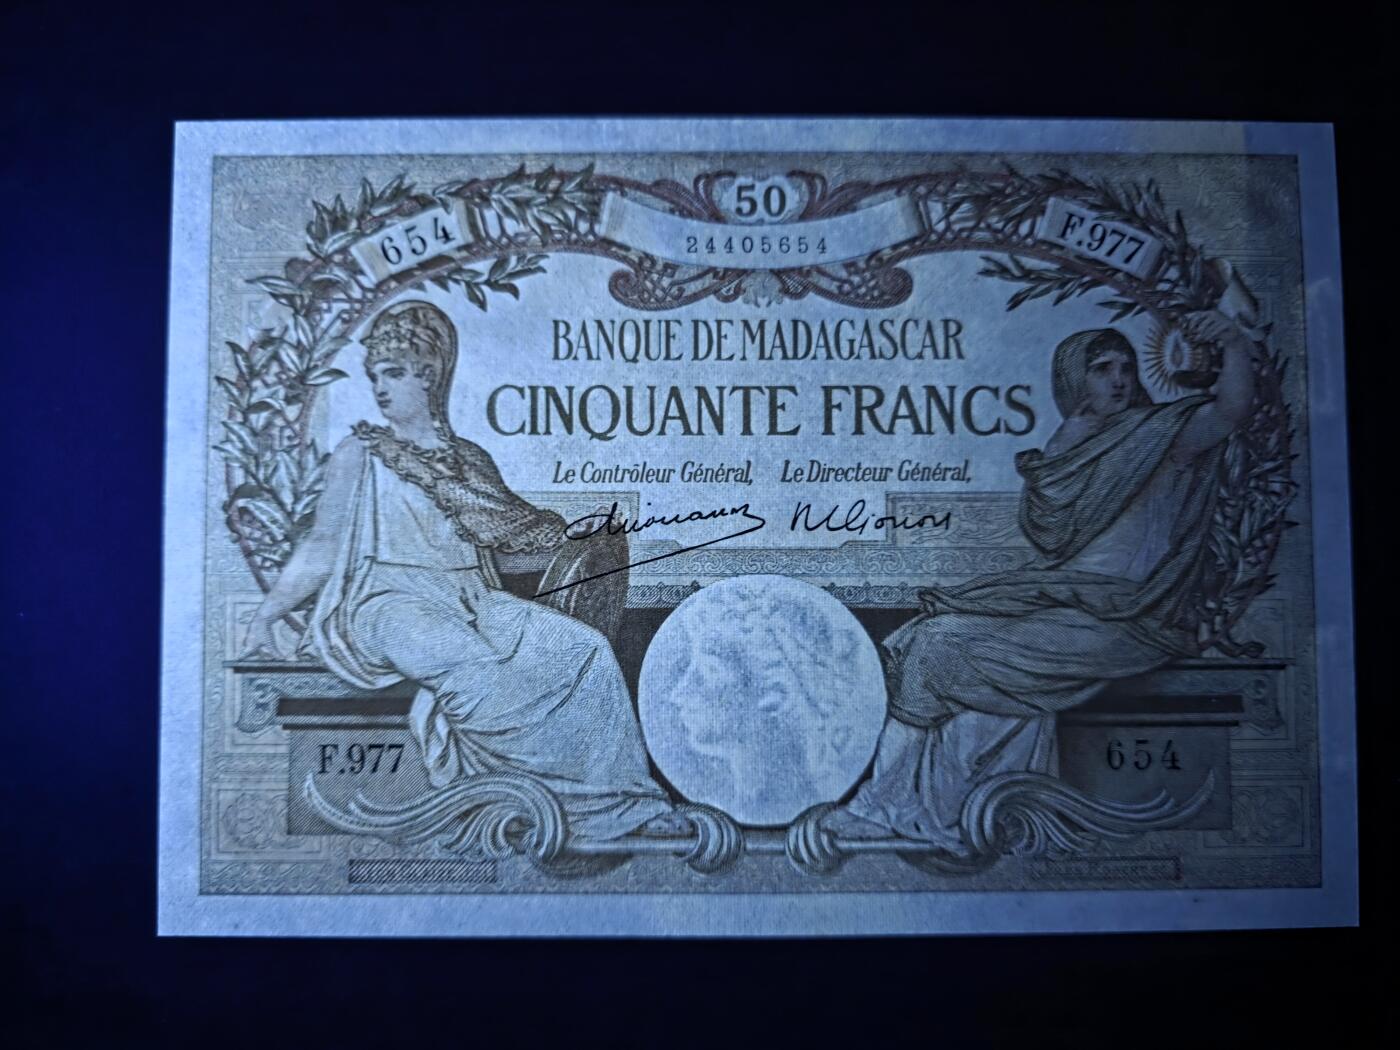 50
654
24405654
F.977
BANQUE DE MADAGASCAR
CINQUANTE FRANCS
Le Contrôleur Général, Le Directeur Général,
F.977
654